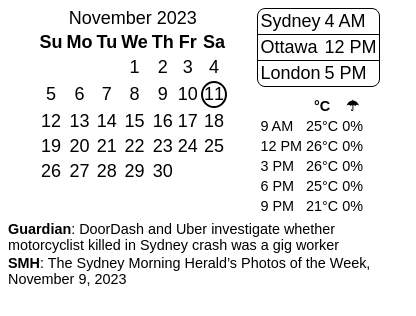 November 2023
Su Mo Tu We Th Fr Sa
1 2 3 4
5 6 7 8 9 10 11
12 13 14 15 16 17 18
19 20 21 22 23 24 25
26 27 28 29 30
Sydney 4 AM
Ottawa 12 PM
London 5 PM
°C ☂
9 AM 25°C 0%
12 PM 26°C 0%
3 PM 26°C 0%
6 PM 25°C 0%
9 PM 21°C 0%
Guardian: DoorDash and Uber investigate whether
motorcyclist killed in Sydney crash was a gig worker
SMH: The Sydney Morning Herald’s Photos of the Week,
November 9, 2023